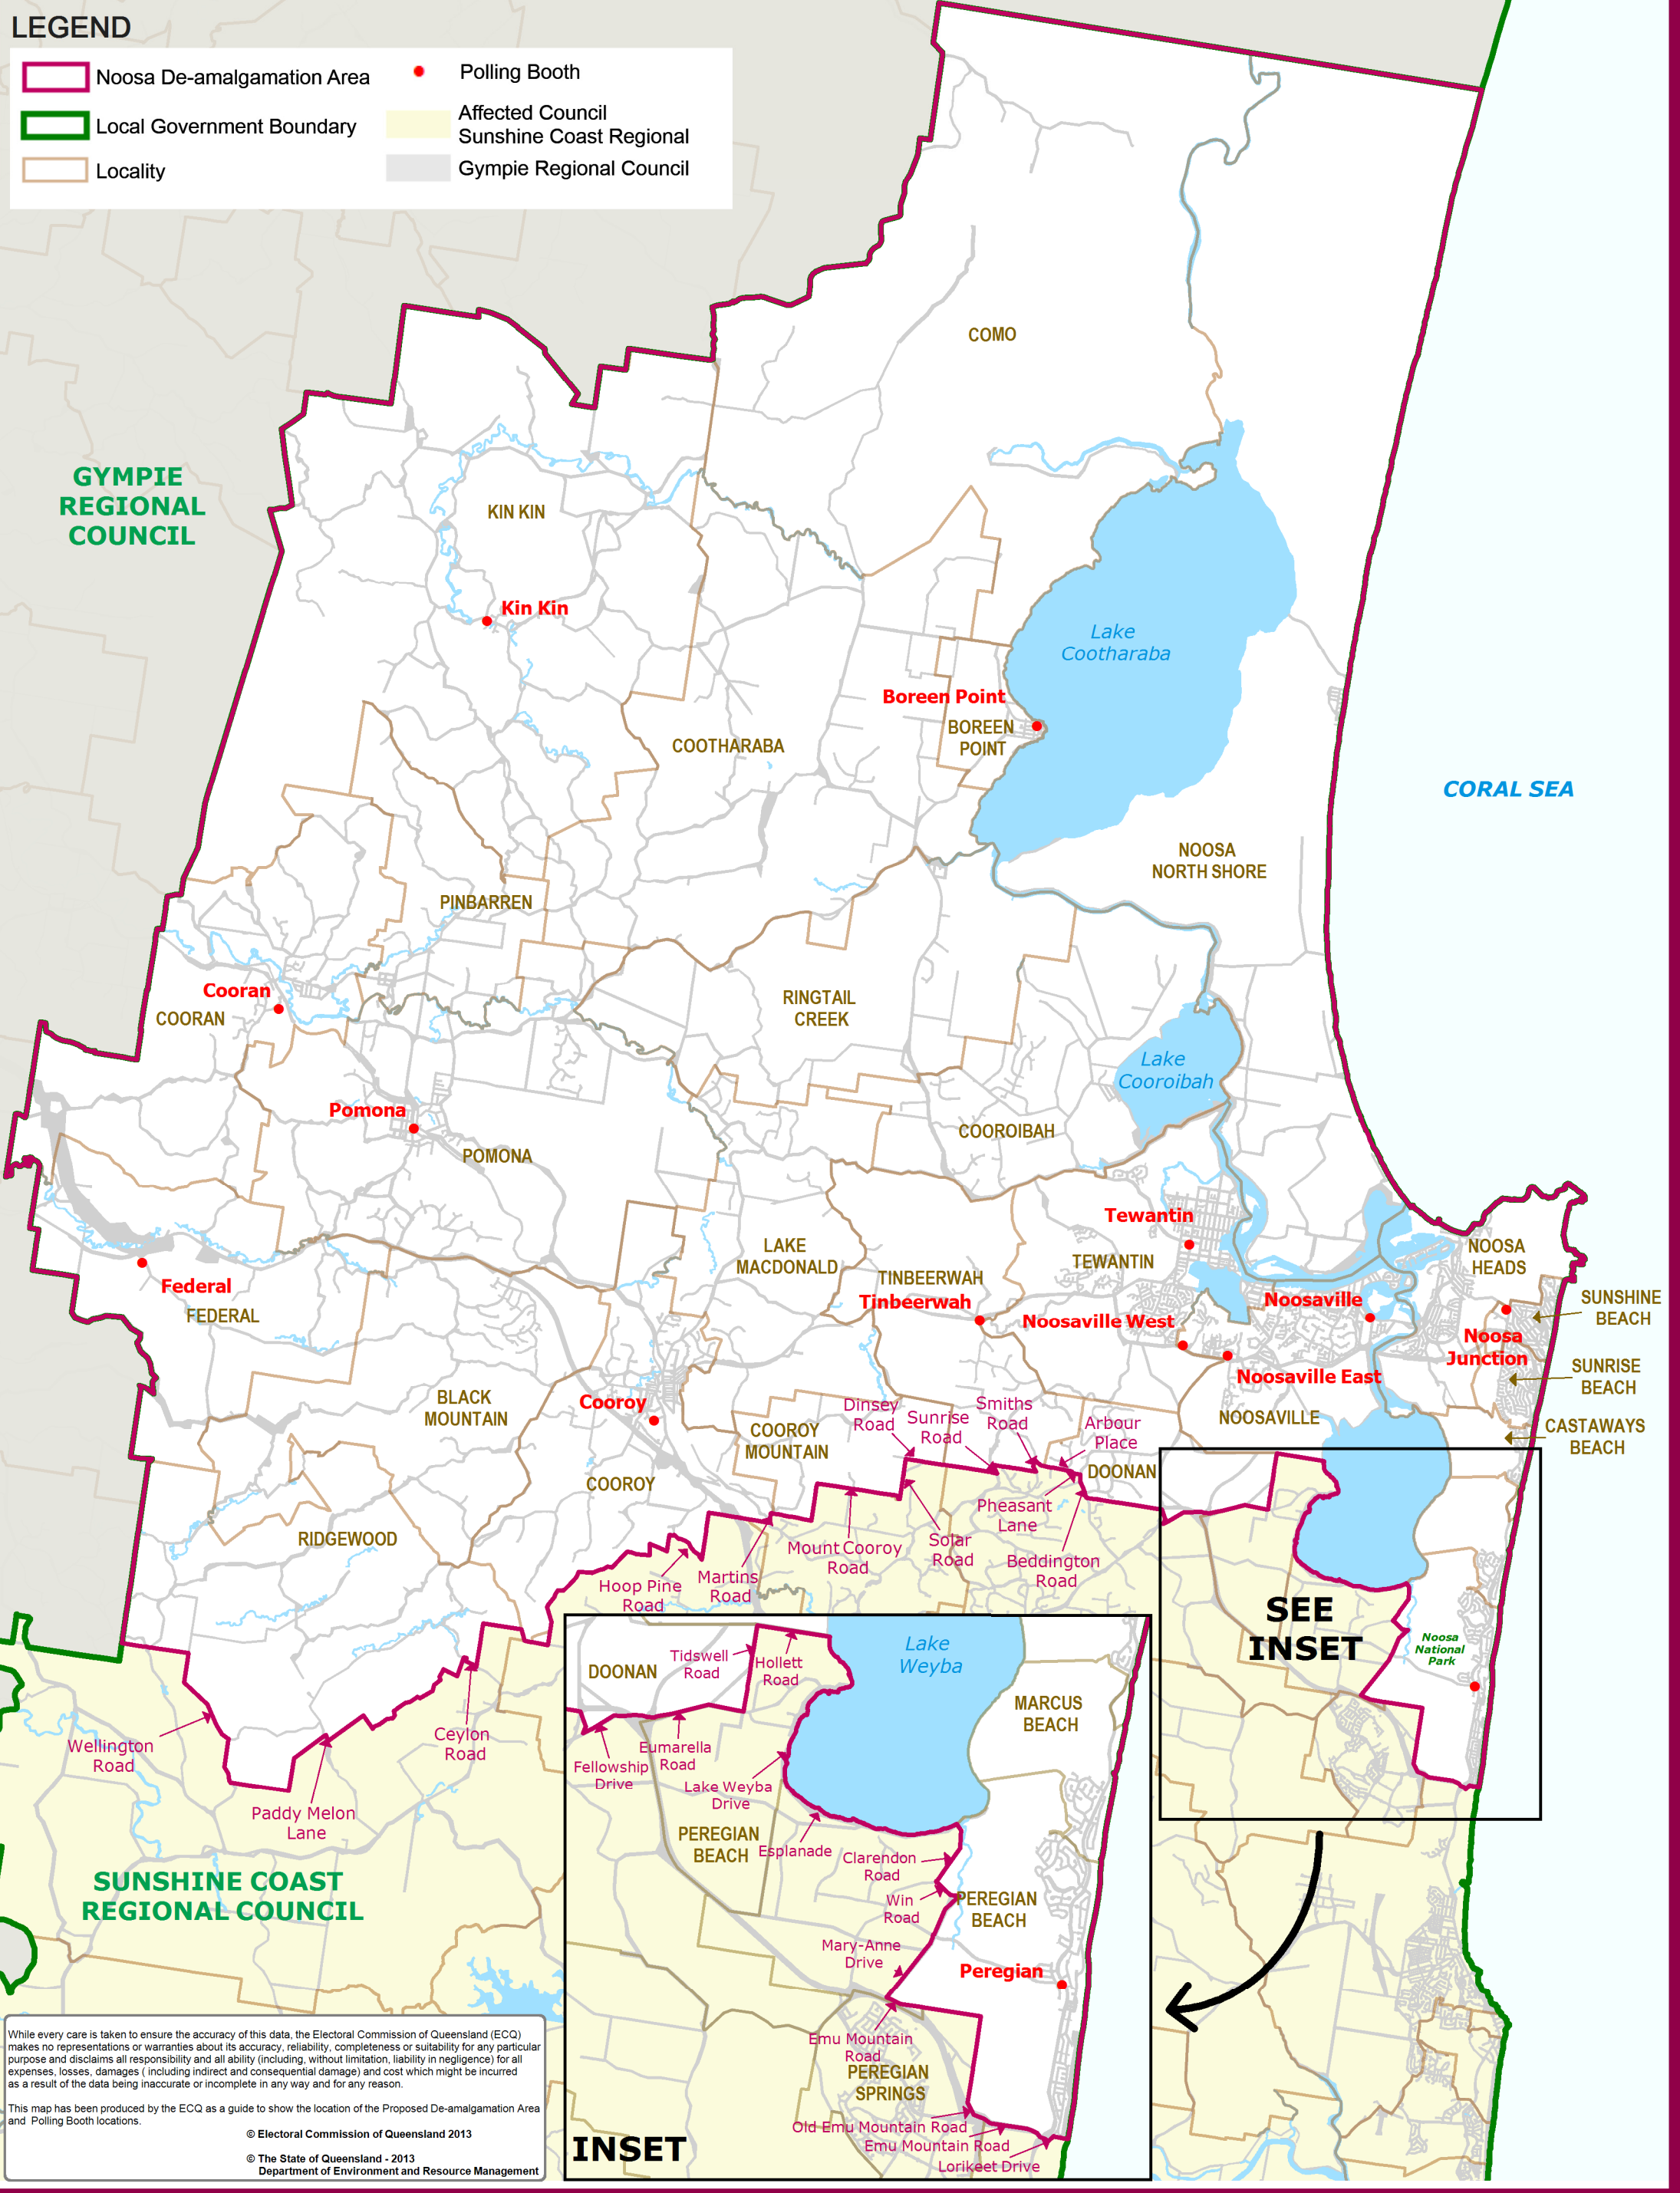 LEGEND
Noosa De-amalgamation Area
Polling Booth
Local Government Boundary
Affected Council
Sunshine Coast Regional
Locality
Gympie Regional Council
COMO
GYMPIE
REGIONAL
COUNCIL
KIN KIN
Kin Kin
Lake
Cootharaba
Boreen Point
BOREEN
POINT
COOTHARABA
CORAL SEA
NOOSA
NORTH SHORE
PINBARREN
Cooran
COORAN
RINGTAIL
CREEK
Lake
Cooroibah
Pomona
POMONA
COOROIBAH
Tewantin
TEWANTIN
LAKE
MACDONALD
NOOSA
HEADS
Federal
FEDERAL
TINBEERWAH
Tinbeerwah
Noosaville West
Noosaville
Noosaville East
NOOSAVILLE
Noosa
Junction
SUNSHINE
BEACH
SUNRISE
BEACH
CASTAWAYS
BEACH
BLACK
MOUNTAIN
Cooroy
COOROY
COOROY
MOUNTAIN
Dinsey
Road
Sunrise
Road
Smiths
Road
Arbour
Place
DOONAN
Pheasant
Lane
Solar
Road
Beddington
Road
Mount Cooroy
Road
Martins
Road
Hoop Pine
Road
RIDGEWOOD
SEE
INSET
Noosa
National
Park
Wellington
Road
Ceylon
Road
Paddy Melon
Lane
SUNSHINE COAST
REGIONAL COUNCIL
DOONAN
Tidswell
Road
Hollett
Road
Lake
Weyba
MARCUS
BEACH
Fellowship
Drive
Eumarella
Road
Lake Weyba
Drive
PEREGIAN
BEACH
Esplanade
Clarendon
Road
Win
Road
PEREGIAN
BEACH
Mary-Anne
Drive
Peregian
Emu Mountain
Road
PEREGIAN
SPRINGS
Old Emu Mountain Road
Emu Mountain Road
Lorikeet Drive
INSET
While every care is taken to ensure the accuracy of this data, the Electoral Commission of Queensland (ECQ)
makes no representations or warranties about its accuracy, reliability, completeness or suitability for any particular
purpose and disclaims all responsibility and all ability (including, without limitation, liability in negligence) for all
expenses, losses, damages ( including indirect and consequential damage) and cost which might be incurred
as a result of the data being inaccurate or incomplete in any way and for any reason.
This map has been produced by the ECQ as a guide to show the location of the Proposed De-amalgamation Area
and Polling Booth locations.
© Electoral Commission of Queensland 2013
© The State of Queensland - 2013
Department of Environment and Resource Management